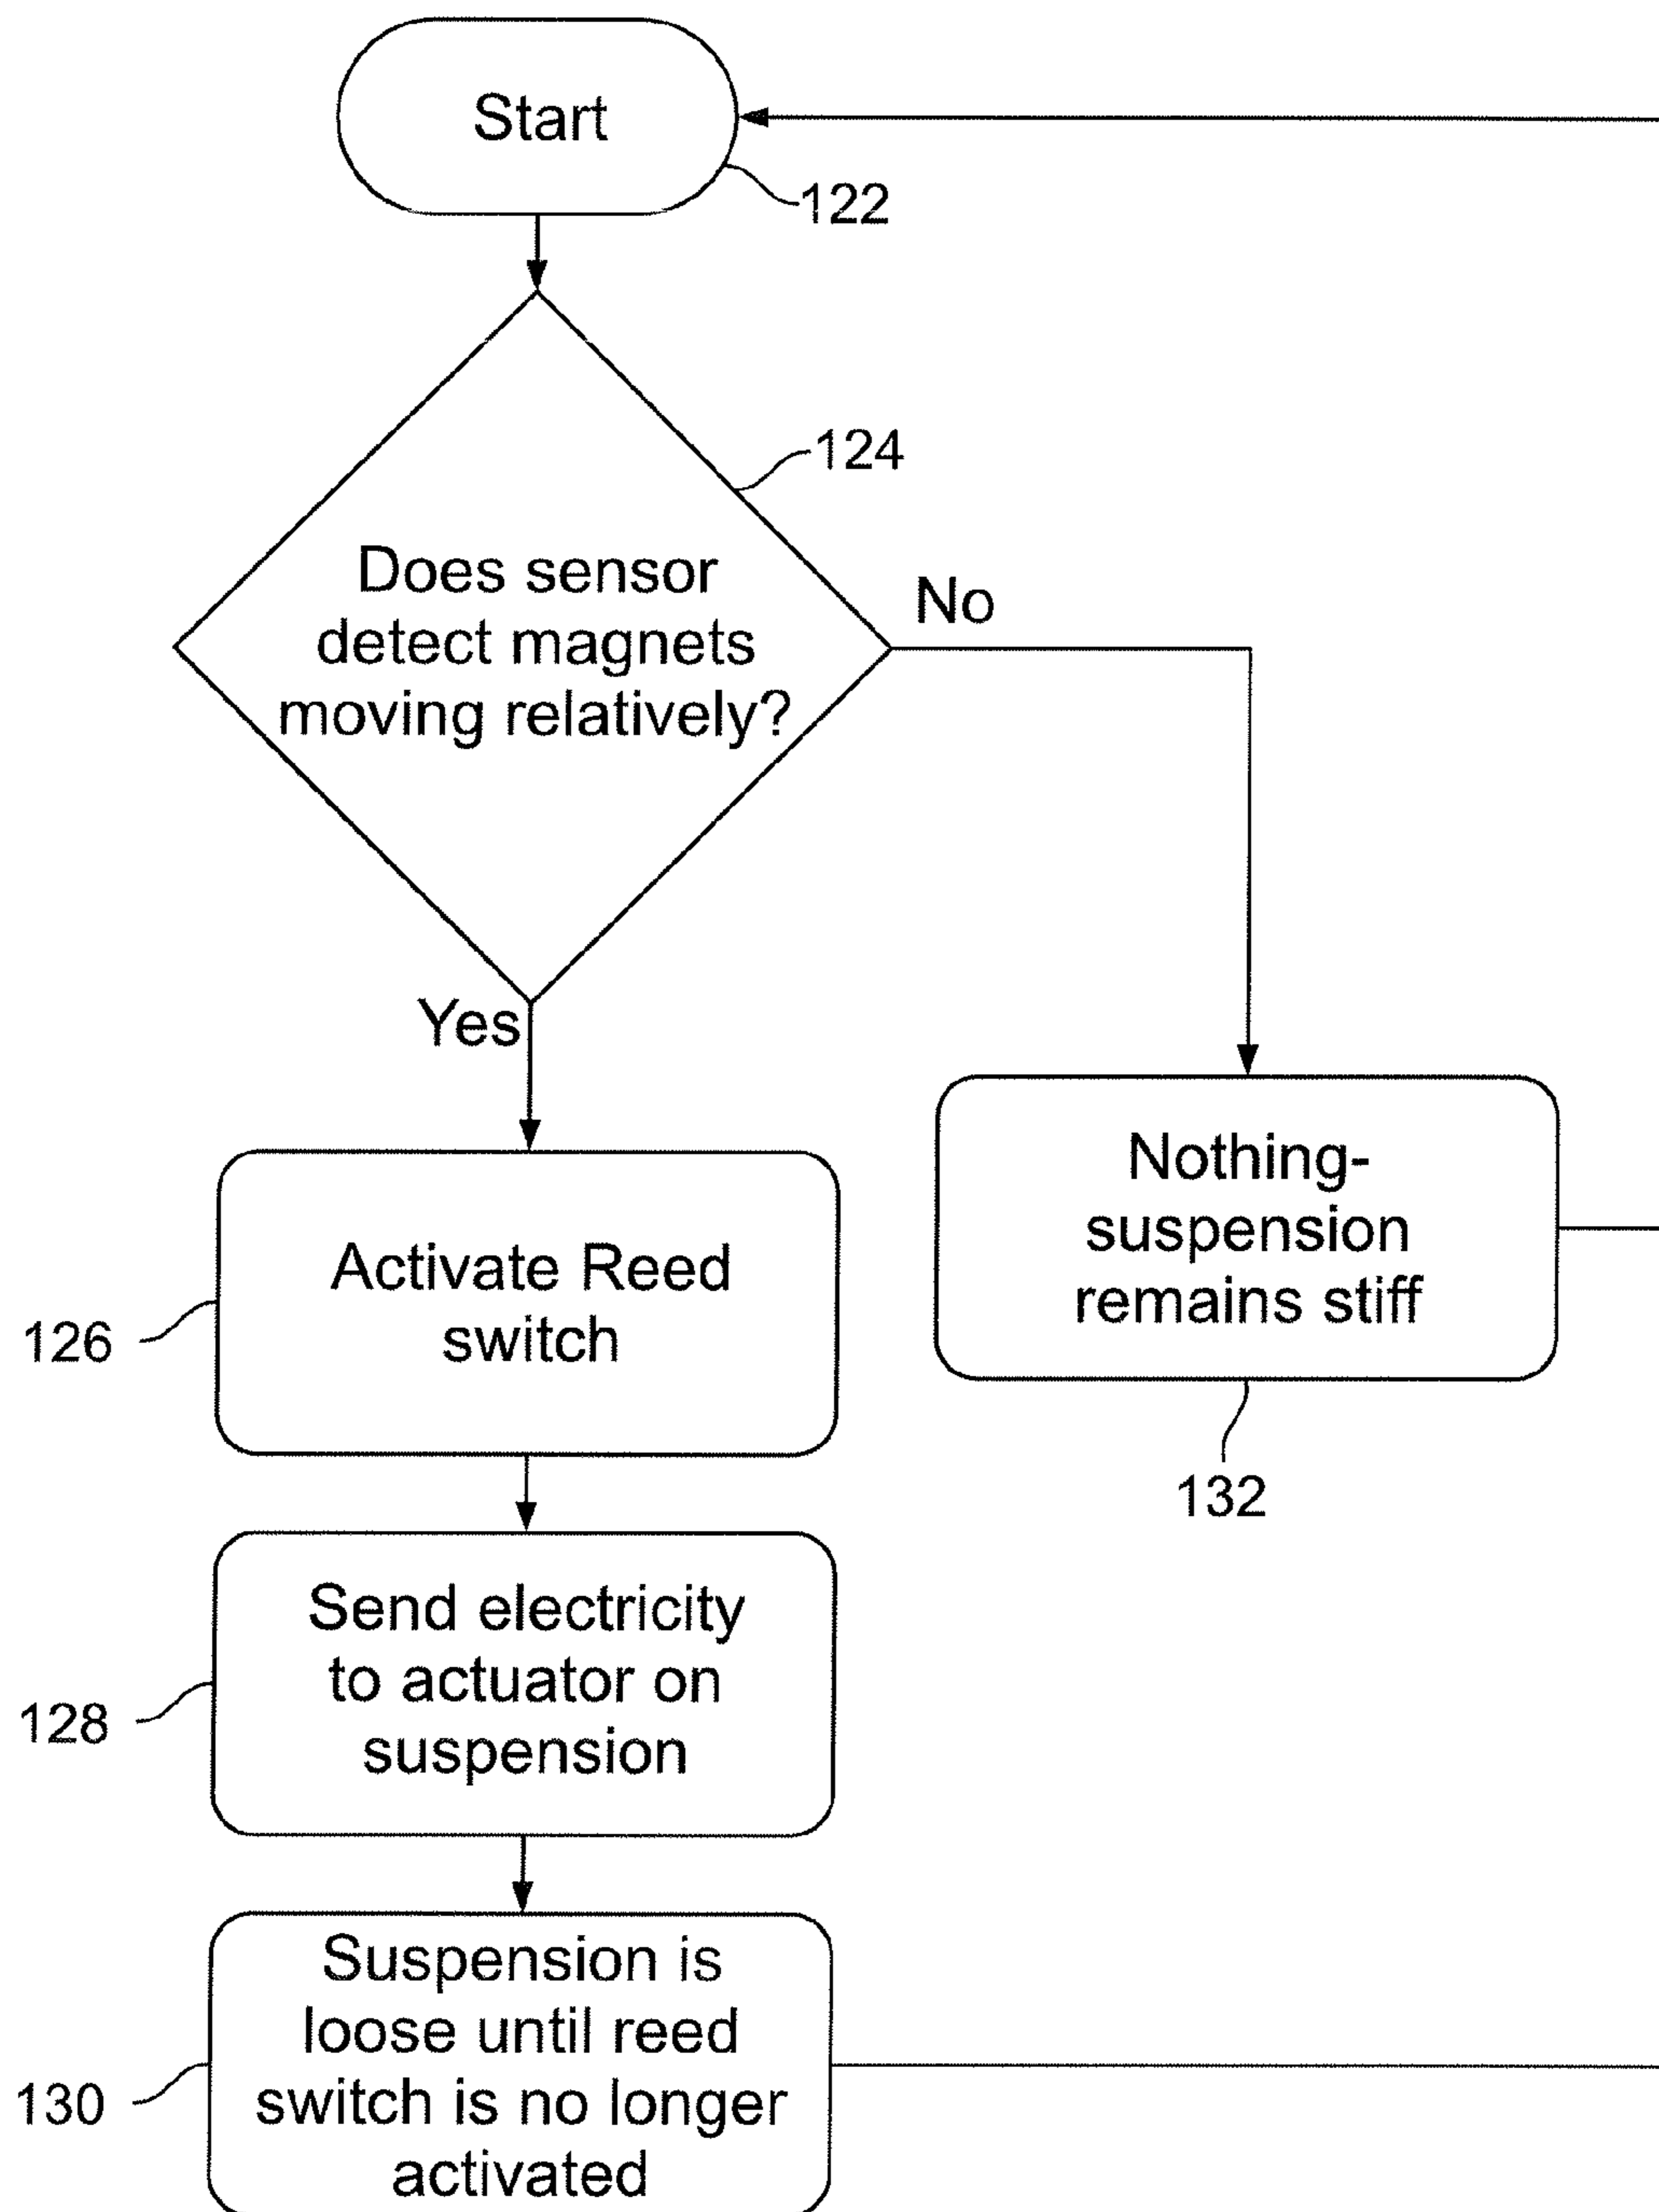 Start
122
124
Does sensor
detect magnets
moving relatively?
No
Yes
Nothing-
suspension
remains stiff
132
Activate Reed
switch
126
Send electricity
to actuator on
suspension
128
Suspension is
loose until reed
switch is no longer
activated
130